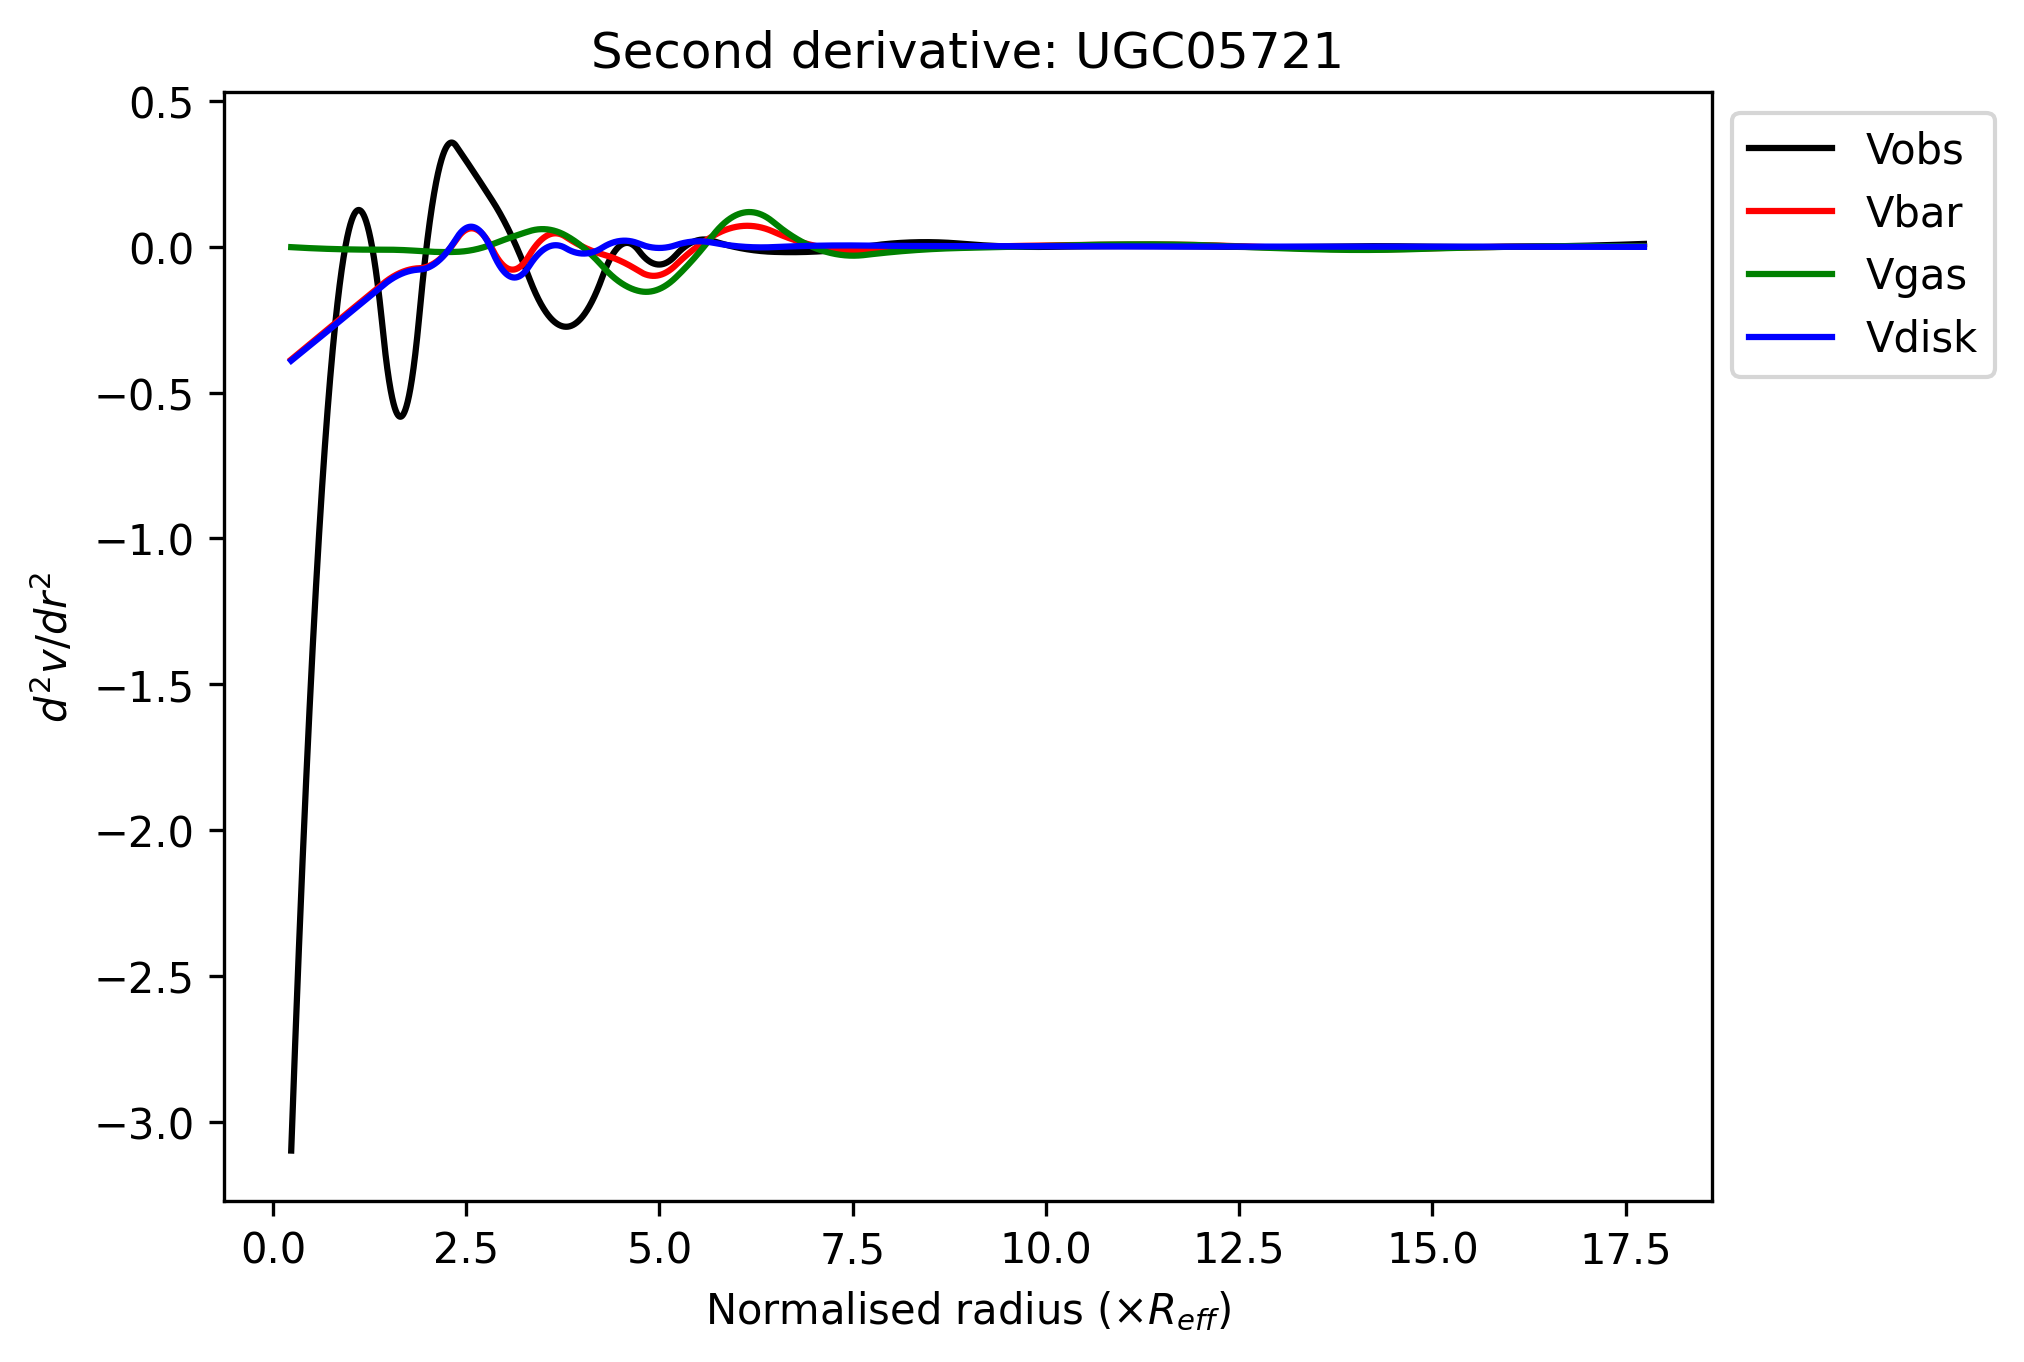 Second derivative: UGC05721
0.5
0.0
−0.5
−1.0
−1.5
−2.0
−2.5
−3.0
d²v/dr²
0.0 2.5 5.0 7.5 10.0 12.5 15.0 17.5
Normalised radius (×R_eff)
Vobs
Vbar
Vgas
Vdisk